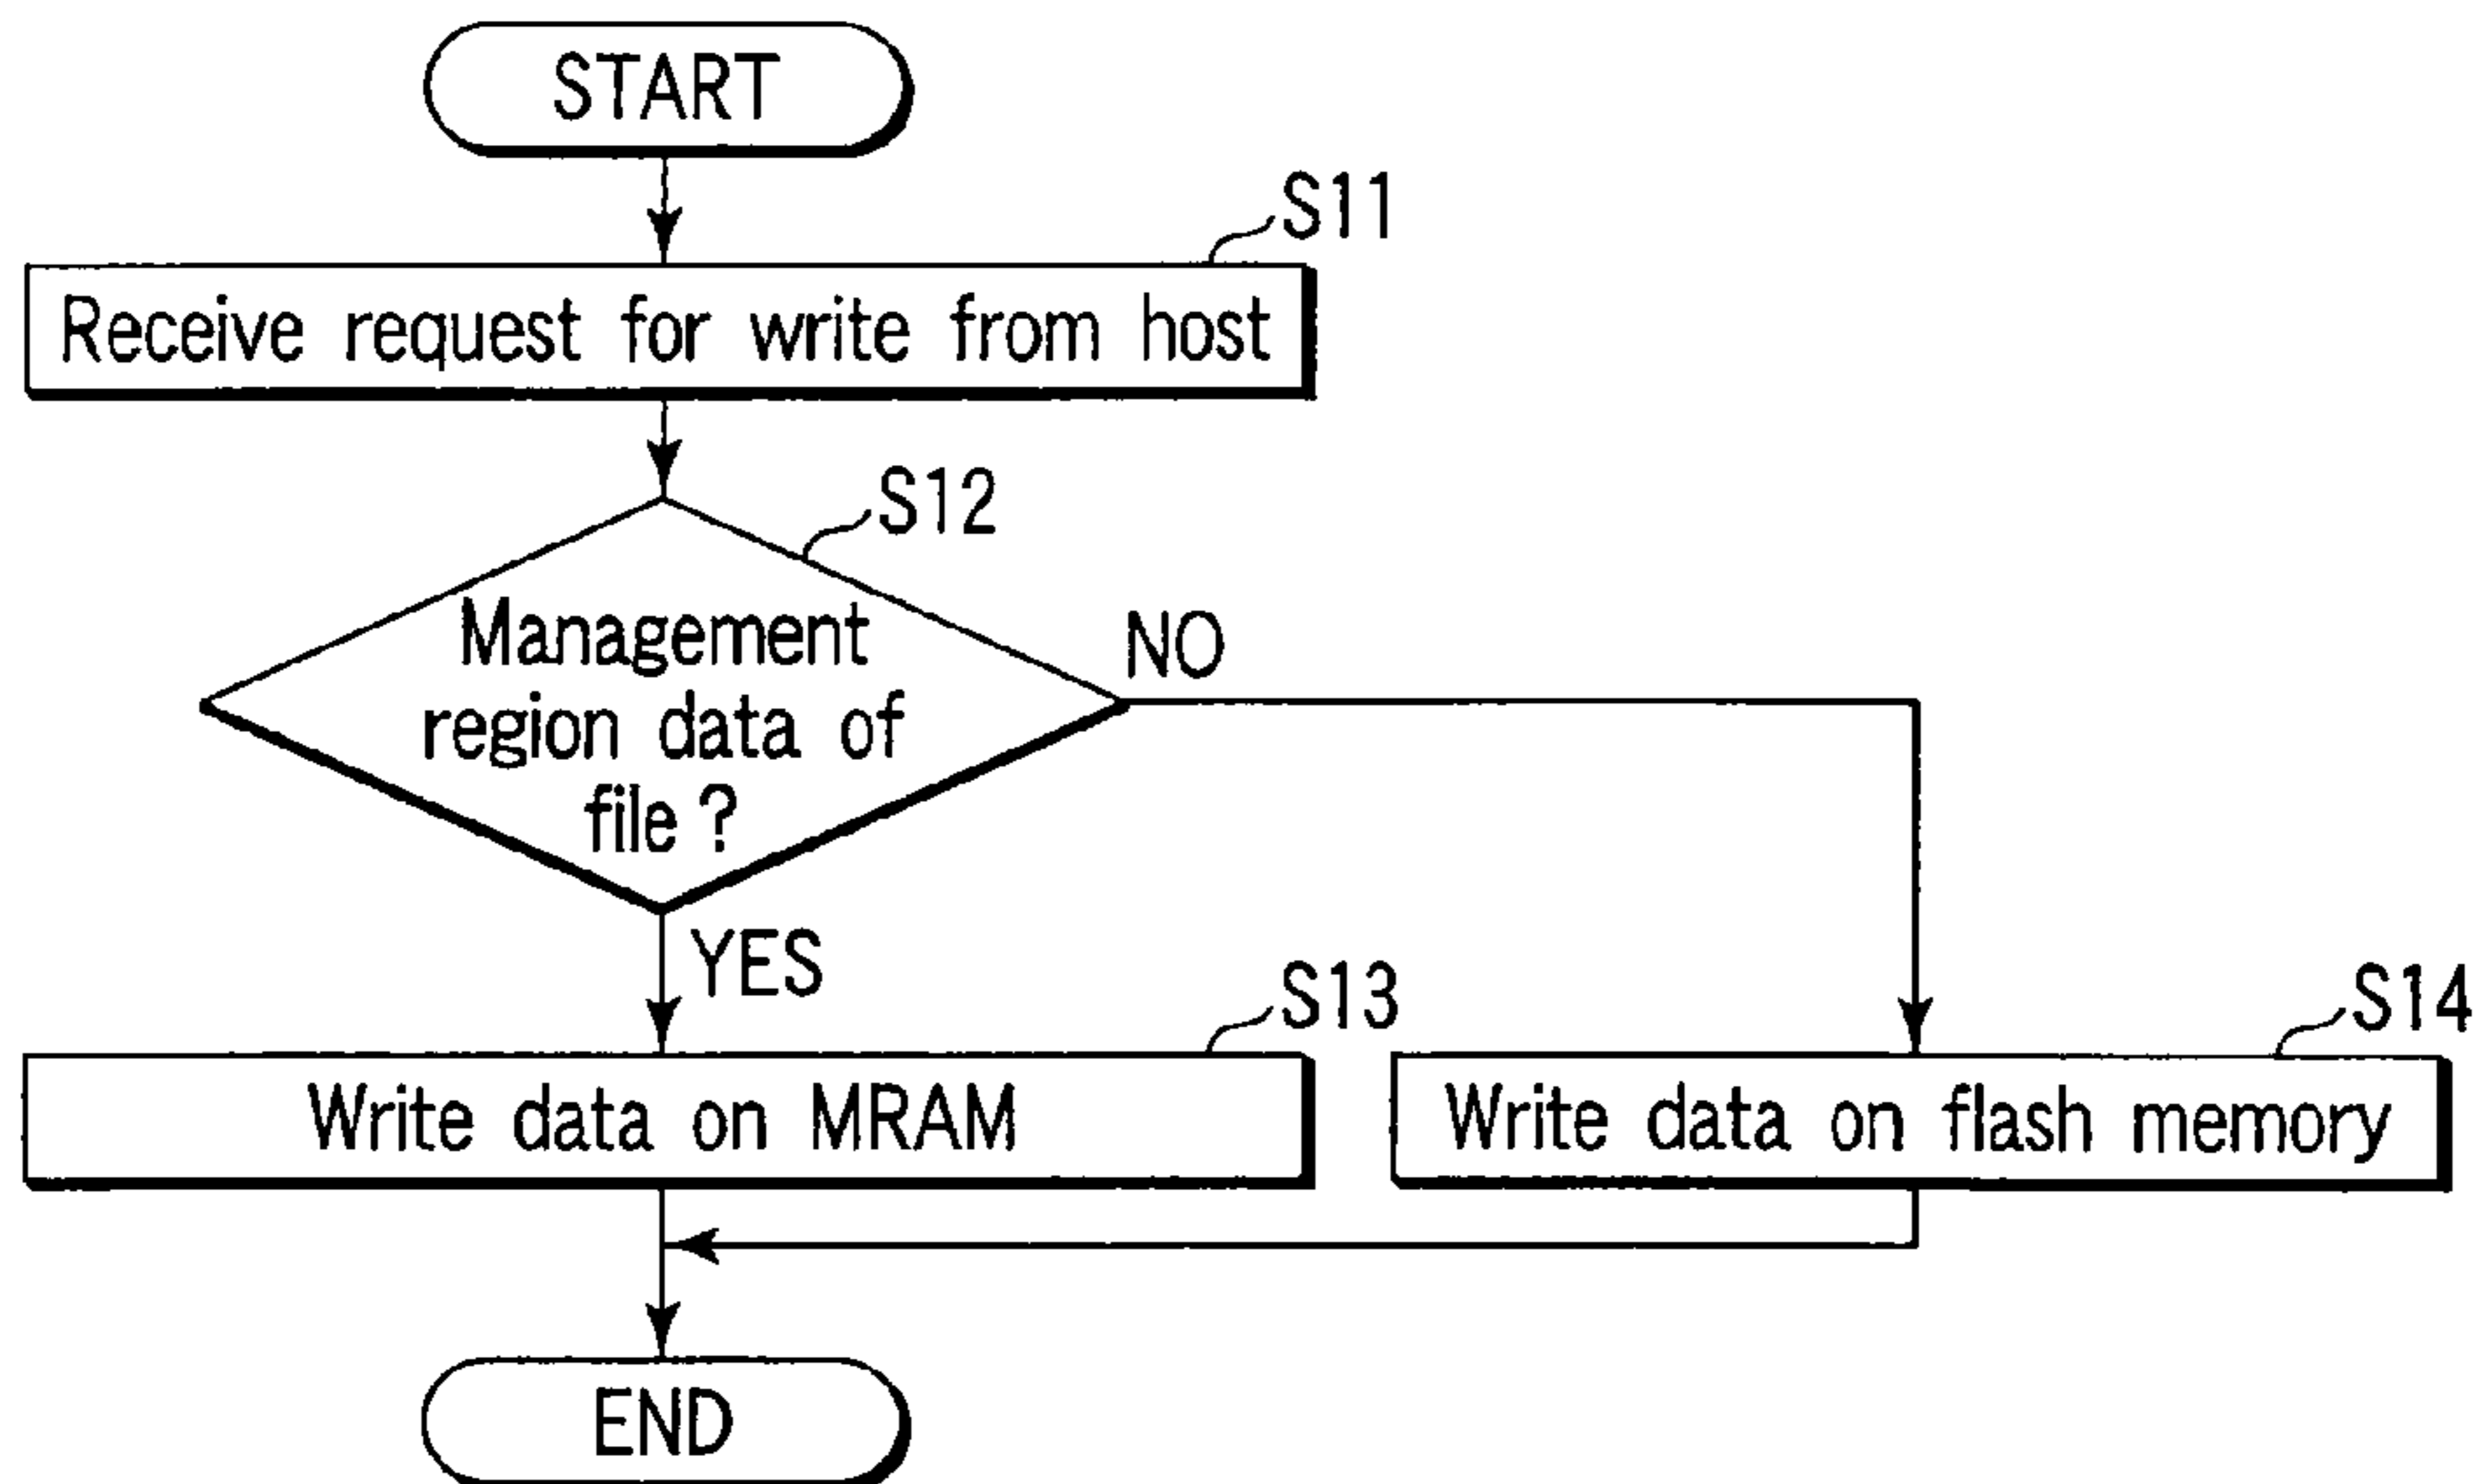 START
S11
Receive request for write from host
S12
Management
region data of
file ?
NO
YES
S13
Write data on MRAM
S14
Write data on flash memory
END